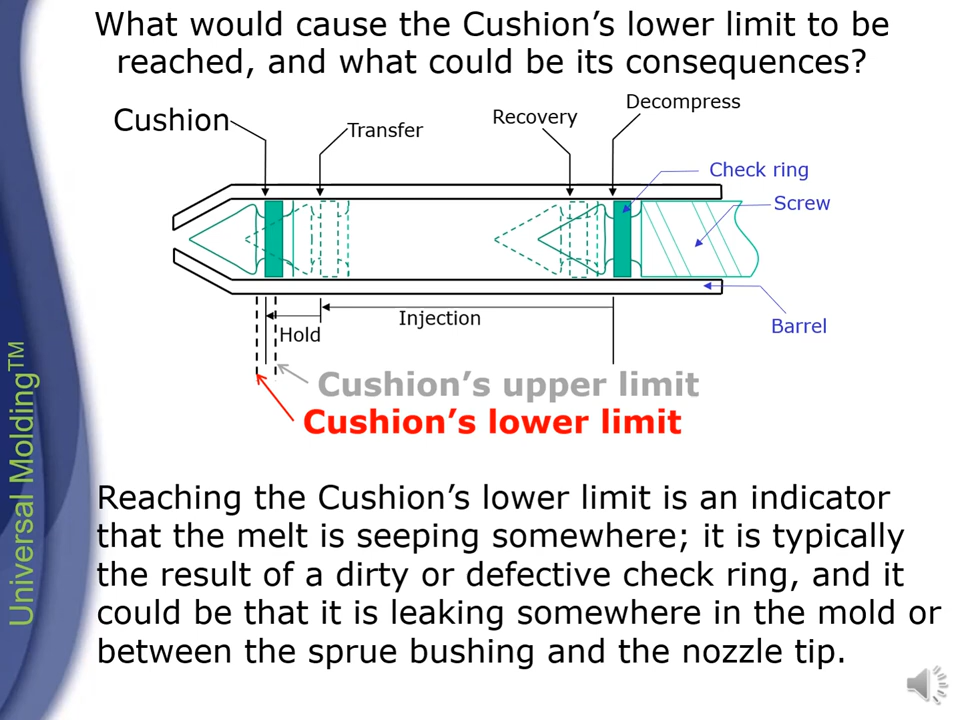 What would cause the Cushion’s lower limit to be
reached, and what could be its consequences?
Cushion
Transfer
Recovery
Decompress
Check ring
Screw
Barrel
Injection
Hold
Cushion’s upper limit
Cushion’s lower limit
Reaching the Cushion’s lower limit is an indicator
that the melt is seeping somewhere; it is typically
the result of a dirty or defective check ring, and it
could be that it is leaking somewhere in the mold or
between the sprue bushing and the nozzle tip.
Universal Molding™